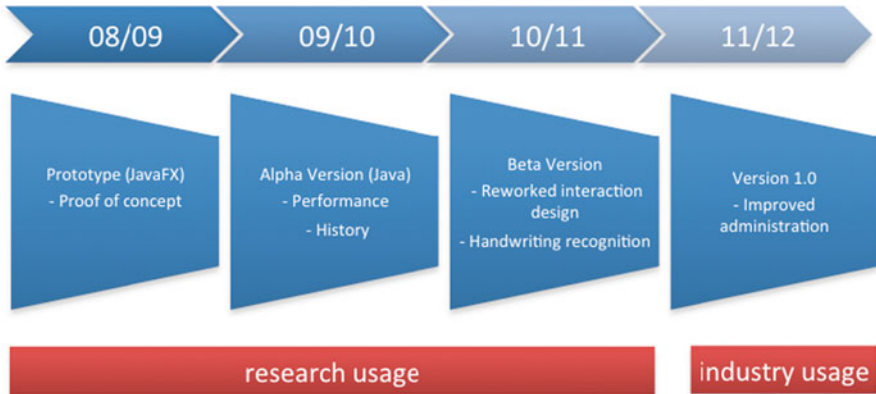 08/09
09/10
10/11
11/12
Prototype (JavaFX)
- Proof of concept
Alpha Version (Java)
- Performance
- History
Beta Version
- Reworked interaction
design
- Handwriting recognition
Version 1.0
- Improved
administration
research usage
industry usage